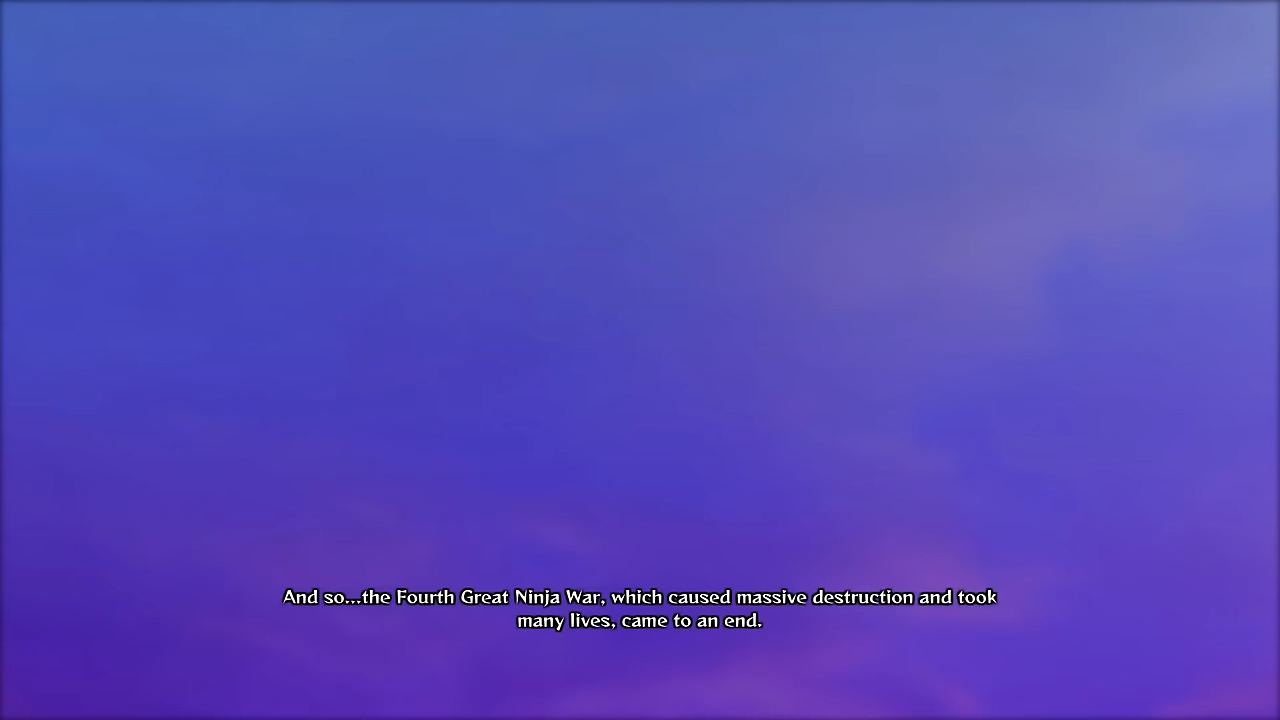 And so...the Fourth Great Ninja War, which caused massive destruction and took
many lives, came to an end.